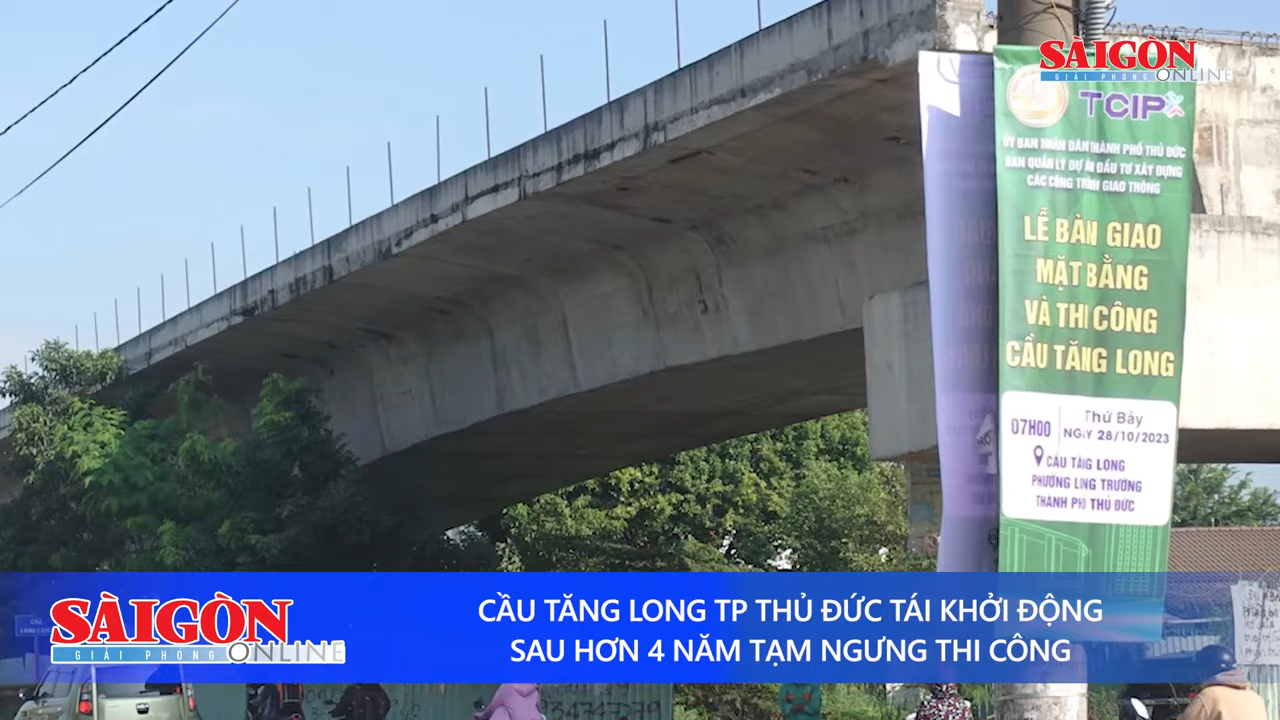 SÀIGÒN
GIẢI PHÓNG ONLINE
TCIP
ỦY BAN NHÂN DÂN THÀNH PHỐ THỦ ĐỨC
BAN QUẢN LÝ DỰ ÁN ĐẦU TƯ XÂY DỰNG
CÁC CÔNG TRÌNH GIAO THÔNG
LỄ BÀN GIAO
MẶT BẰNG
VÀ THI CÔNG
CẦU TĂNG LONG
07H00
Thứ Bảy
NGÀY 28/10/2023
CẦU TĂNG LONG
PHƯỜNG LONG TRƯỜNG
THÀNH PHỐ THỦ ĐỨC
SÀIGÒN
GIẢI PHÓNG ONLINE
CẦU TĂNG LONG TP THỦ ĐỨC TÁI KHỞI ĐỘNG
SAU HƠN 4 NĂM TẠM NGƯNG THI CÔNG